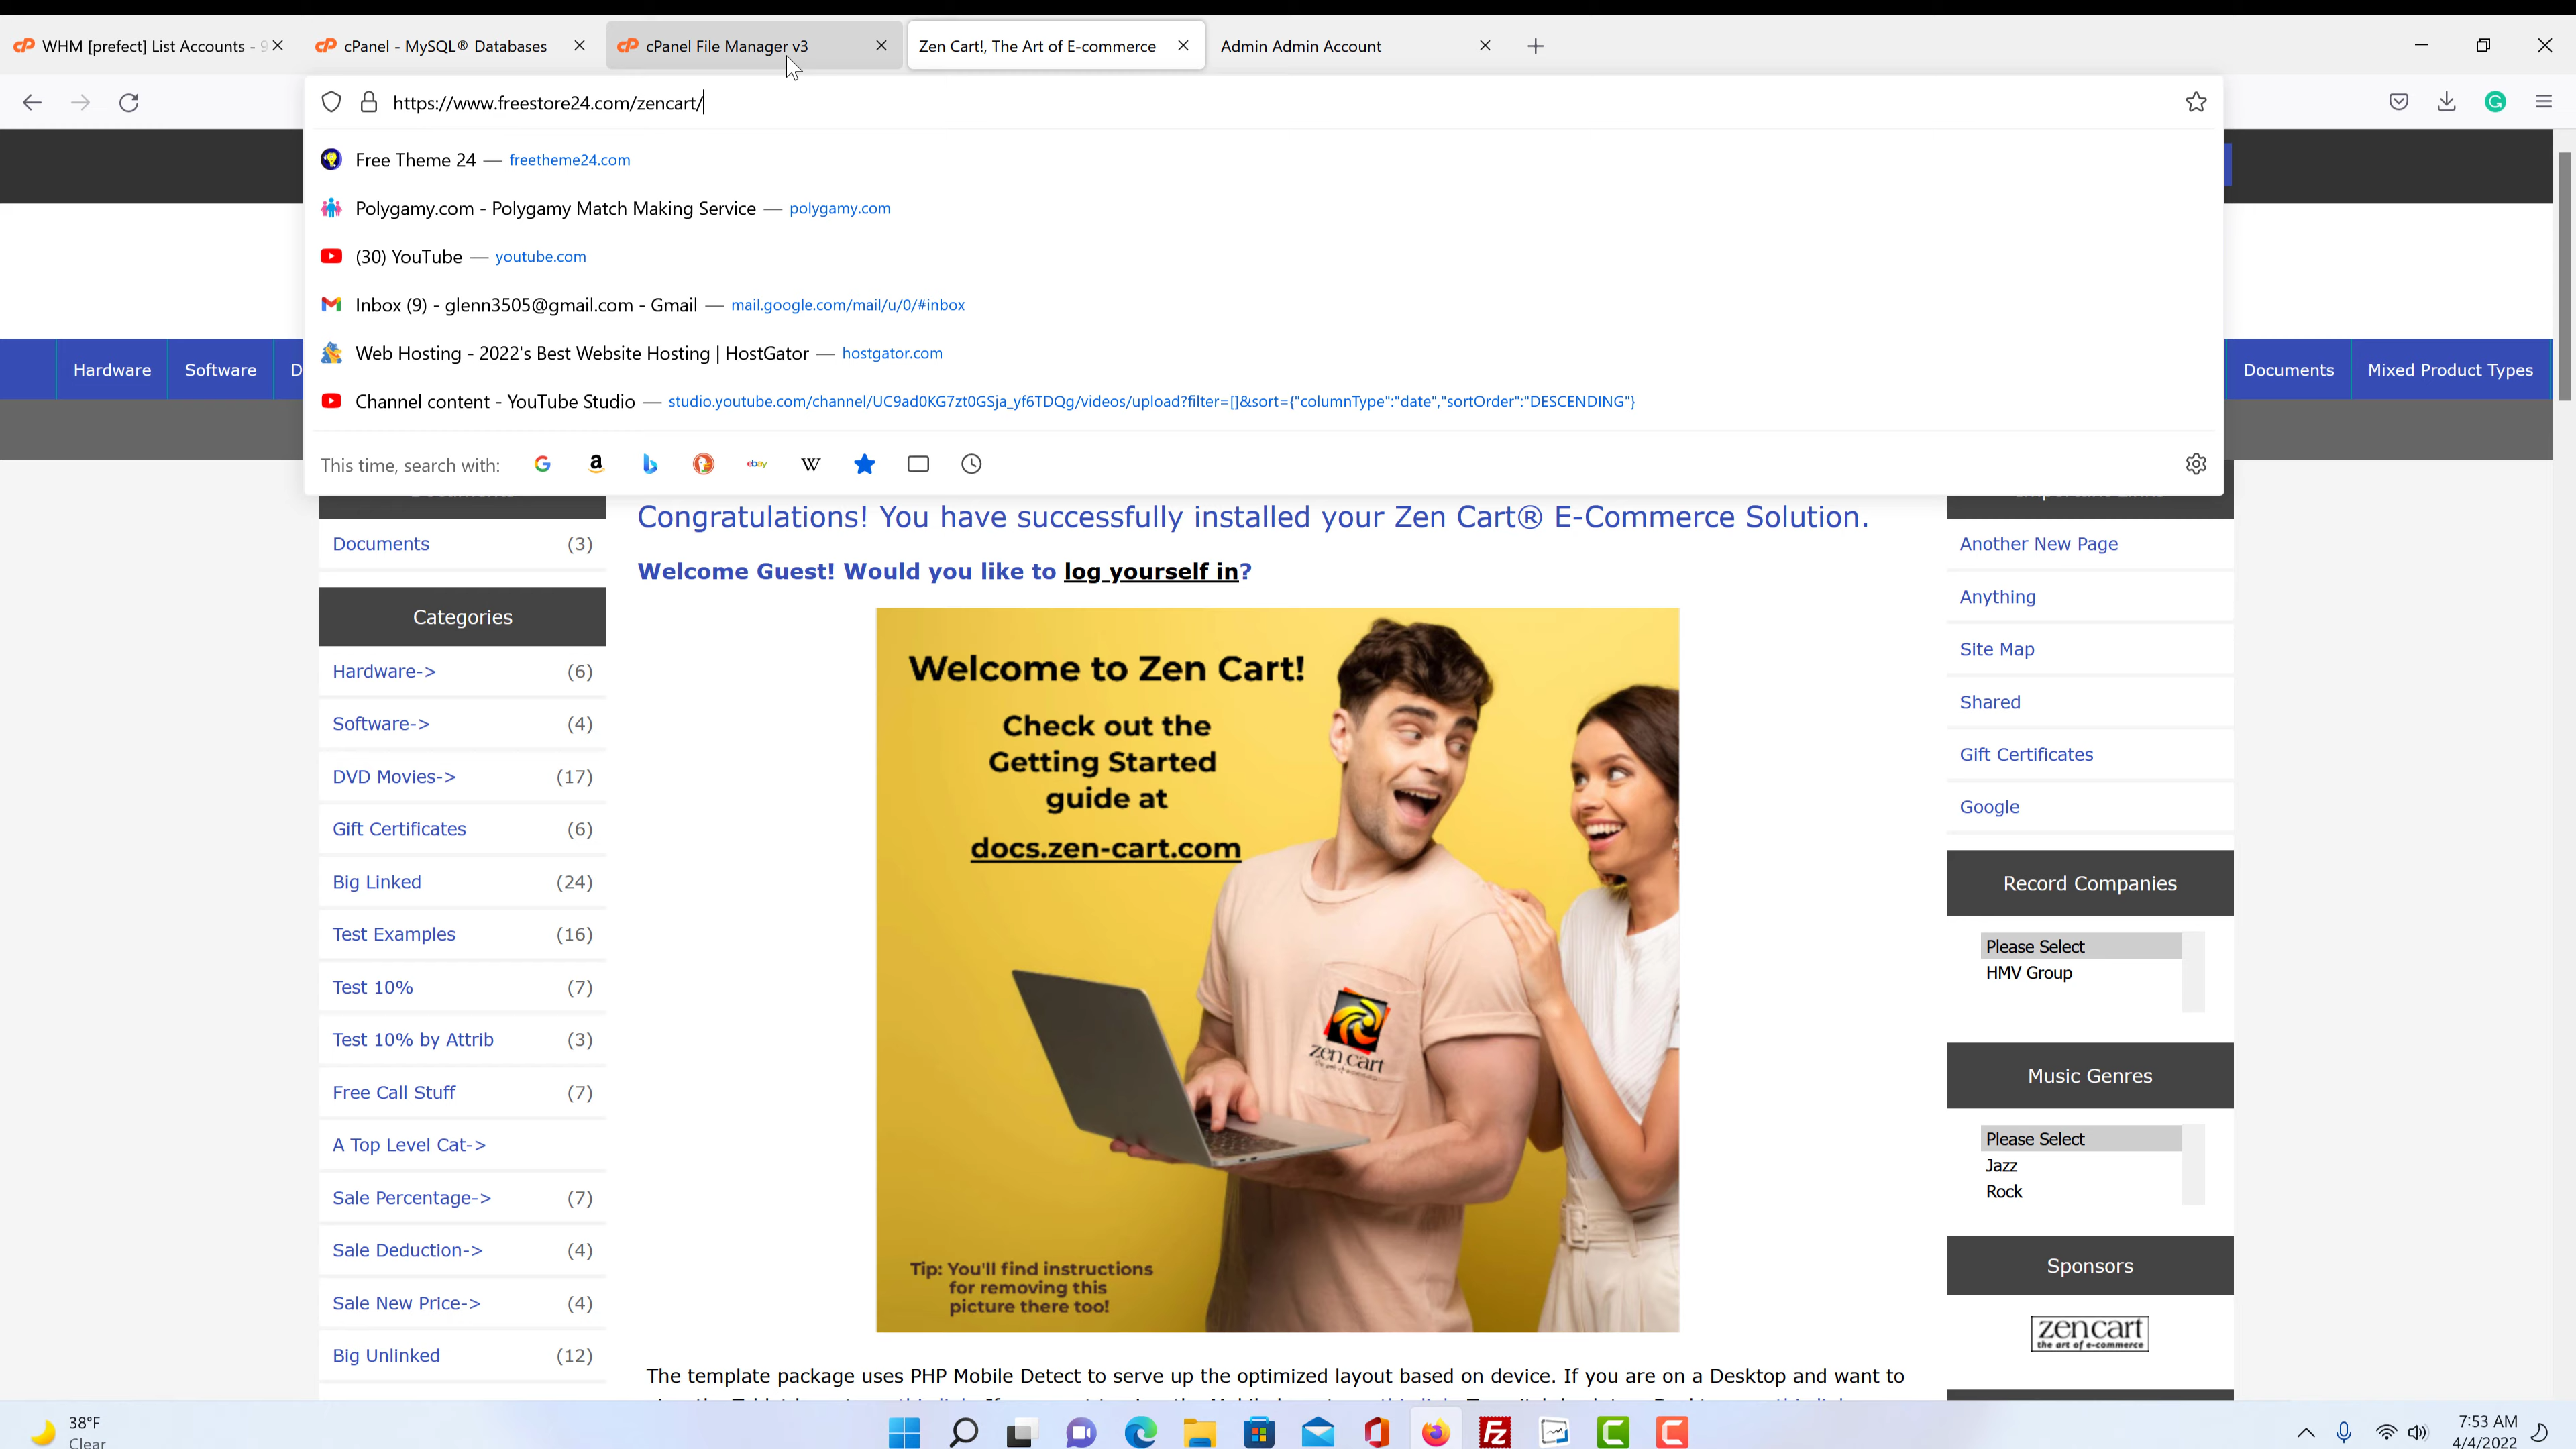 WHM [prefect] List Accounts - 9
cPanel - MySQL® Databases
cPanel File Manager v3
Zen Cart!, The Art of E-commerce
Admin Admin Account
https://www.freestore24.com/zencart/
Free Theme 24 — freetheme24.com
Polygamy.com - Polygamy Match Making Service — polygamy.com
(30) YouTube — youtube.com
Inbox (9) - glenn3505@gmail.com - Gmail — mail.google.com/mail/u/0/#inbox
Web Hosting - 2022's Best Website Hosting | HostGator — hostgator.com
Channel content - YouTube Studio — studio.youtube.com/channel/UC9ad0KG7zt0GSja_yf6TDQg/videos/upload?filter=[]&sort={"columnType":"date","sortOrder":"DESCENDING"}
This time, search with:
Hardware
Software
D
Documents
Mixed Product Types
Congratulations! You have successfully installed your Zen Cart® E-Commerce Solution.
Welcome Guest! Would you like to log yourself in?
Documents (3)
Categories
Hardware-> (6)
Software-> (4)
DVD Movies-> (17)
Gift Certificates (6)
Big Linked (24)
Test Examples (16)
Test 10% (7)
Test 10% by Attrib (3)
Free Call Stuff (7)
A Top Level Cat->
Sale Percentage-> (7)
Sale Deduction-> (4)
Sale New Price-> (4)
Big Unlinked (12)
Welcome to Zen Cart!
Check out the
Getting Started
guide at
docs.zen-cart.com
zen cart
the art of e-commerce
Tip: You'll find instructions
for removing this
picture there too!
The template package uses PHP Mobile Detect to serve up the optimized layout based on device. If you are on a Desktop and want to
Another New Page
Anything
Site Map
Shared
Gift Certificates
Google
Record Companies
Please Select
HMV Group
Music Genres
Please Select
Jazz
Rock
Sponsors
zen cart
the art of e-commerce
38°F
Clear
7:53 AM
4/4/2022